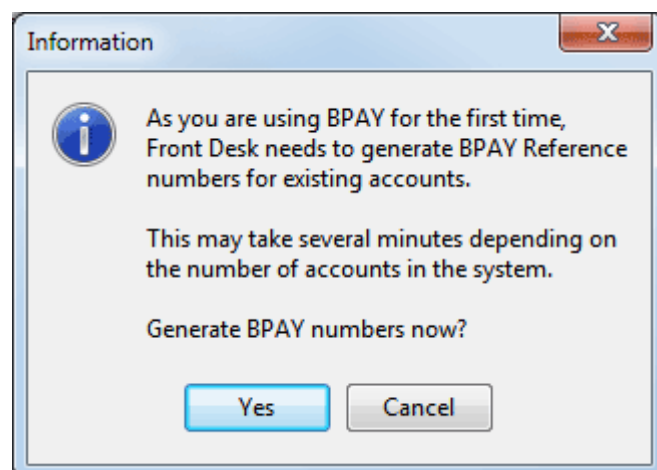 Information
As you are using BPAY for the first time,
Front Desk needs to generate BPAY Reference
numbers for existing accounts.
This may take several minutes depending on
the number of accounts in the system.
Generate BPAY numbers now?
Yes
Cancel